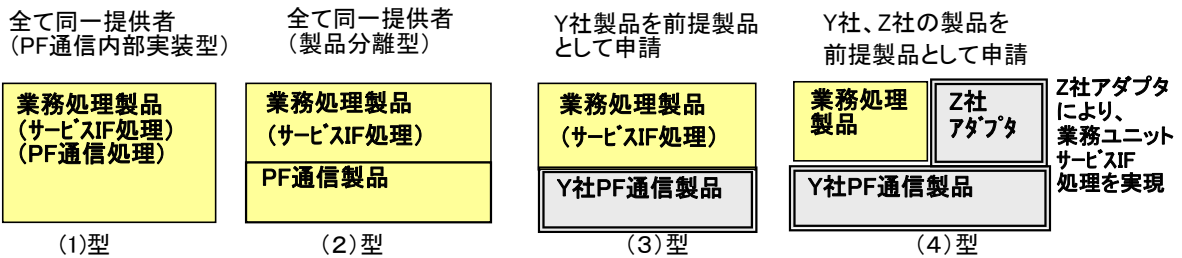 全て同一提供者
（PF通信内部実装型）
業務処理製品
（サービスIF処理）
（PF通信処理）
（1）型
全て同一提供者
（製品分離型）
業務処理製品
（サービスIF処理）
PF通信製品
（２）型
Y社製品を前提製品
として申請
業務処理製品
（サービスIF処理）
Y社PF通信製品
（３）型
Y社、Z社の製品を
前提製品として申請
業務処理
製品
Z社
アダプタ
Y社PF通信製品
Z社アダプタ
により、
業務ユニット
サービスIF
処理を実現
（４）型